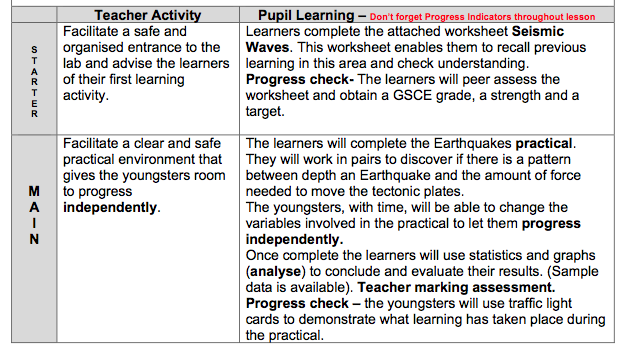 Teacher Activity
Pupil Learning – Don't forget Progress Indicators throughout lesson
STARTER
Facilitate a safe and
organised entrance to the
lab and advise the learners
of their first learning
activity.
Learners complete the attached worksheet Seismic
Waves. This worksheet enables them to recall previous
learning in this area and check understanding.
Progress check- The learners will peer assess the
worksheet and obtain a GSCE grade, a strength and a
target.
MAIN
Facilitate a clear and safe
practical environment that
gives the youngsters room
to progress
independently.
The learners will complete the Earthquakes practical.
They will work in pairs to discover if there is a pattern
between depth an Earthquake and the amount of force
needed to move the tectonic plates.
The youngsters, with time, will be able to change the
variables involved in the practical to let them progress
independently.
Once complete the learners will use statistics and graphs
(analyse) to conclude and evaluate their results. (Sample
data is available). Teacher marking assessment.
Progress check – the youngsters will use traffic light
cards to demonstrate what learning has taken place during
the practical.